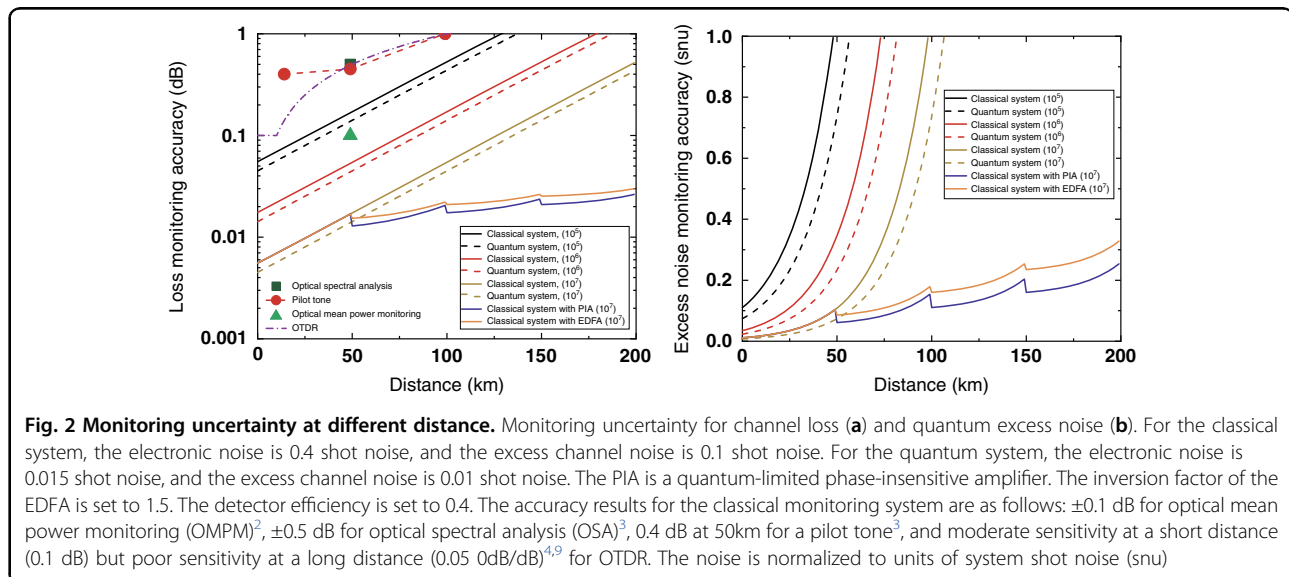 1
0.1
0.01
0.001
Loss monitoring accuracy (dB)
Optical spectral analysis
Pilot tone
Optical mean power monitoring
OTDR
Classical system, (10⁵)
Quantum system, (10⁵)
Classical system, (10⁶)
Quantum system, (10⁶)
Classical system, (10⁷)
Quantum system, (10⁷)
Classical system with PIA (10⁷)
Classical system with EDFA (10⁷)
0 50 100 150 200
Distance (km)
1.0
0.8
0.6
0.4
0.2
0.0
Excess noise monitoring accuracy (snu)
Classical system (10⁵)
Quantum system (10⁵)
Classical system (10⁶)
Quantum system (10⁶)
Classical system (10⁷)
Quantum system (10⁷)
Classical system with PIA (10⁷)
Classical system with EDFA (10⁷)
0 50 100 150 200
Distance (km)
Fig. 2 Monitoring uncertainty at different distance. Monitoring uncertainty for channel loss (a) and quantum excess noise (b). For the classical
system, the electronic noise is 0.4 shot noise, and the excess channel noise is 0.1 shot noise. For the quantum system, the electronic noise is
0.015 shot noise, and the excess channel noise is 0.01 shot noise. The PIA is a quantum-limited phase-insensitive amplifier. The inversion factor of the
EDFA is set to 1.5. The detector efficiency is set to 0.4. The accuracy results for the classical monitoring system are as follows: ±0.1 dB for optical mean
power monitoring (OMPM)², ±0.5 dB for optical spectral analysis (OSA)³, 0.4 dB at 50km for a pilot tone³, and moderate sensitivity at a short distance
(0.1 dB) but poor sensitivity at a long distance (0.05 0dB/dB)⁴,⁹ for OTDR. The noise is normalized to units of system shot noise (snu)